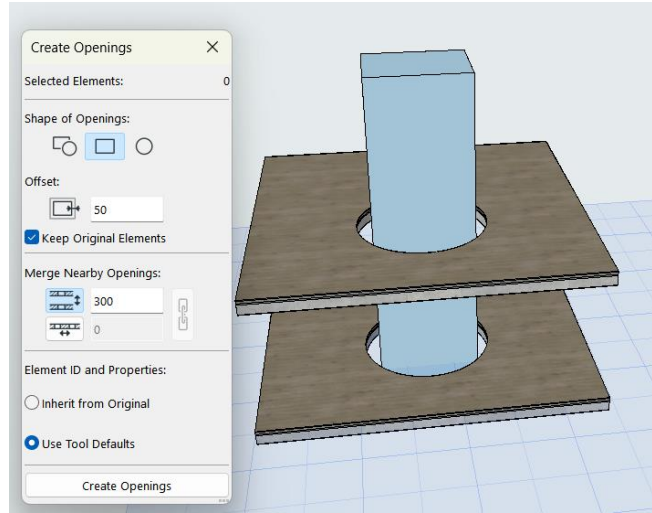 Create Openings
Selected Elements: 0
Shape of Openings:
Offset:
50
Keep Original Elements
Merge Nearby Openings:
300
0
Element ID and Properties:
Inherit from Original
Use Tool Defaults
Create Openings